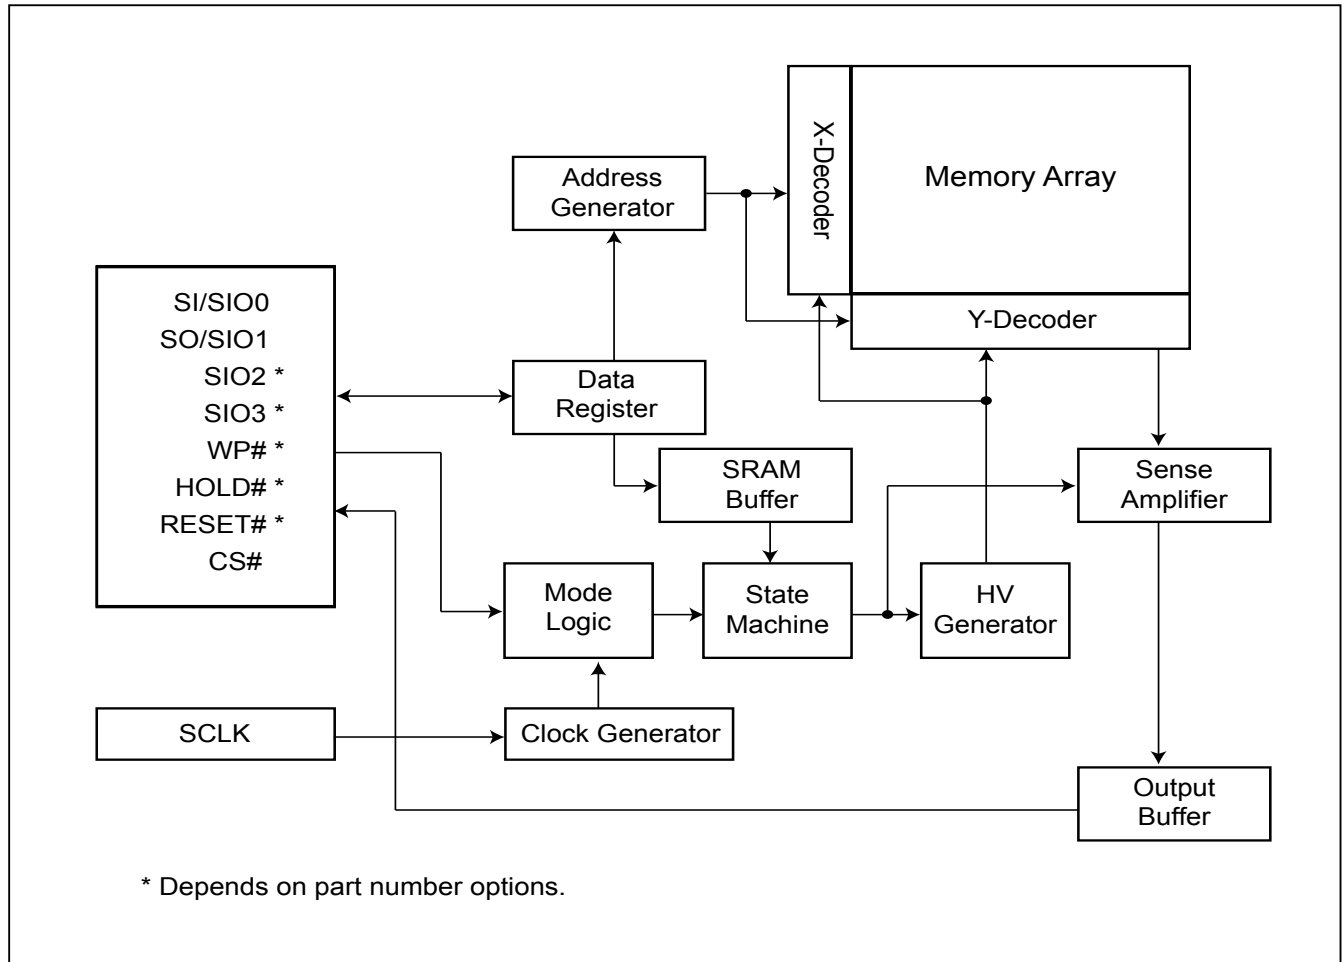 X-Decoder
Memory Array
Address
Generator
SI/SIO0
SO/SIO1
SIO2 *
SIO3 *
WP# *
HOLD# *
RESET# *
CS#
Y-Decoder
Data
Register
SRAM
Buffer
Sense
Amplifier
Mode
Logic
State
Machine
HV
Generator
SCLK
Clock Generator
Output
Buffer
* Depends on part number options.